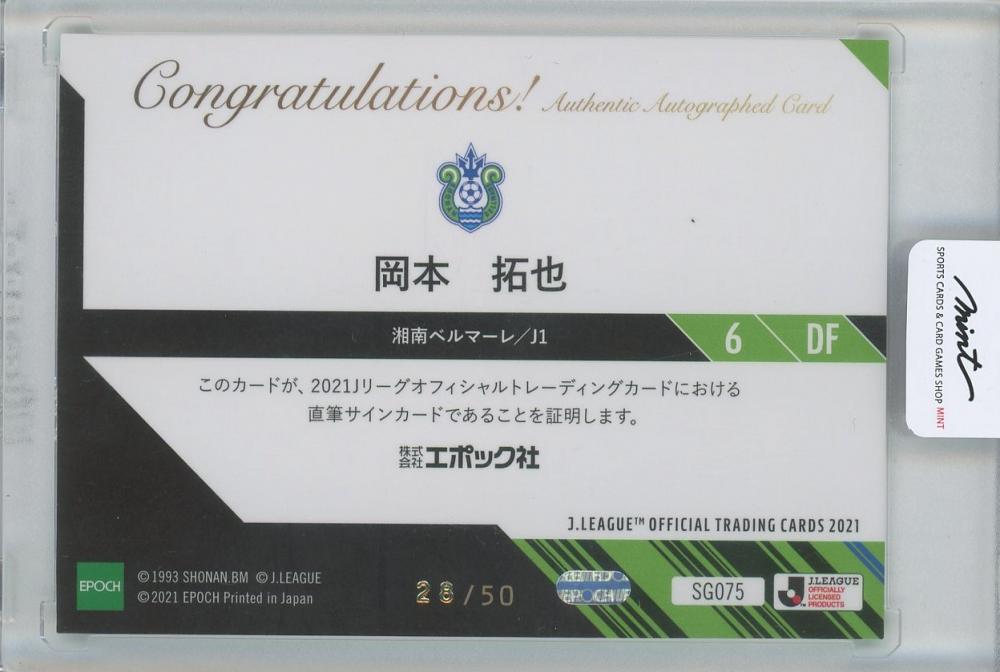 Congratulations! Authentic Autographed Card
岡本 拓也
湘南ベルマーレ/J1
6 DF
このカードが、2021Jリーグオフィシャルトレーディングカードにおける
直筆サインカードであることを証明します。
株式会社エポック社
J.LEAGUE™ OFFICIAL TRADING CARDS 2021
EPOCH
©1993 SHONAN.BM ©J.LEAGUE
©2021 EPOCH Printed in Japan
28/50
SG075
J.LEAGUE
OFFICIALLY
LICENSED
PRODUCTS
mint
SPORTS CARDS & CARD GAMES SHOP MINT